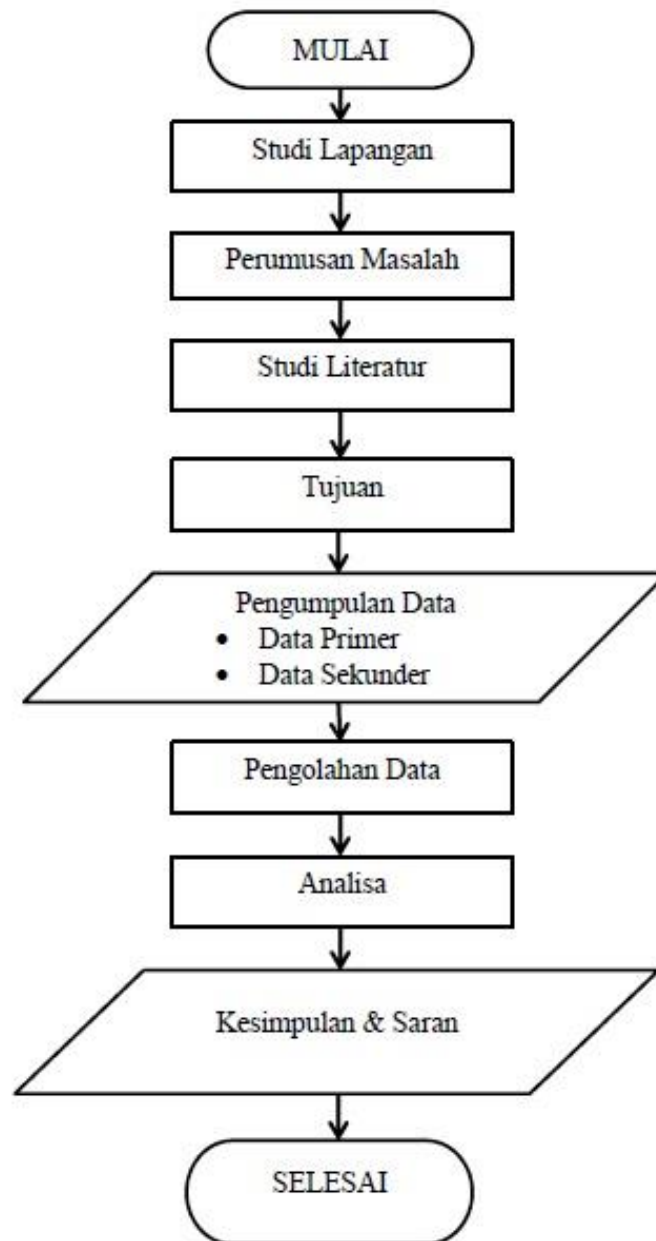 MULAI
Studi Lapangan
Perumusan Masalah
Studi Literatur
Tujuan
Pengumpulan Data
• Data Primer
• Data Sekunder
Pengolahan Data
Analisa
Kesimpulan & Saran
SELESAI